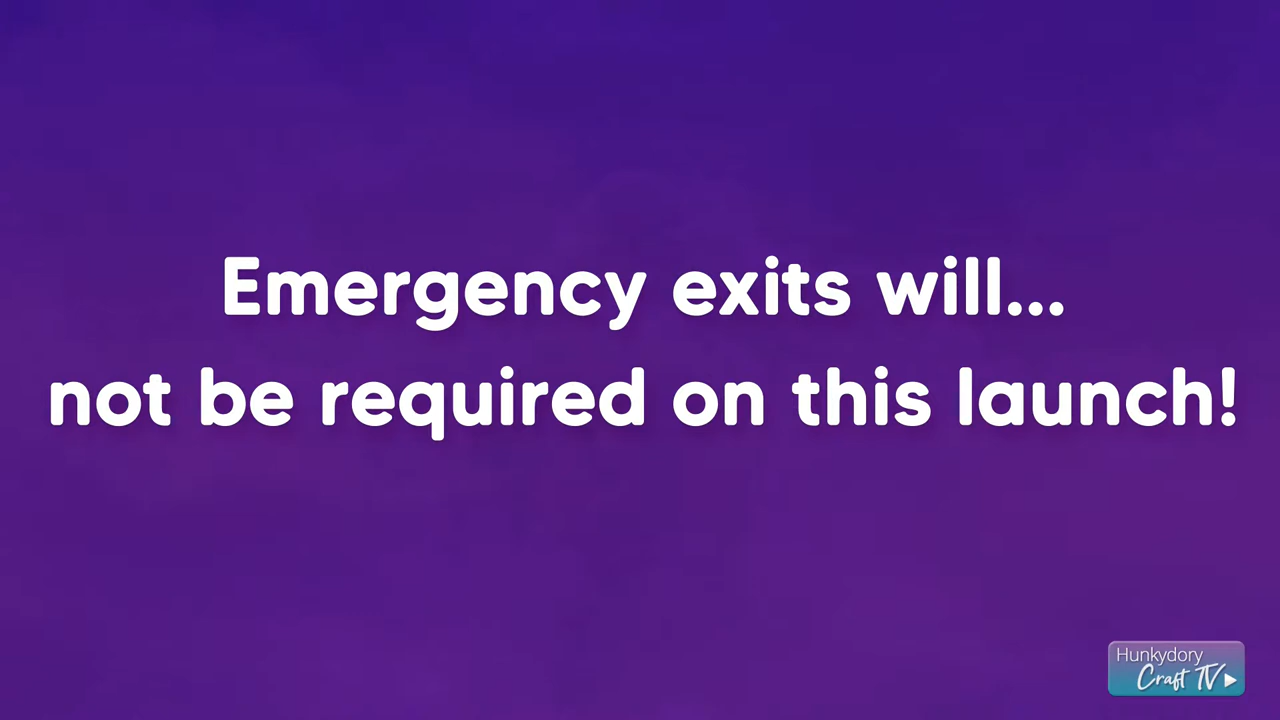 Emergency exits will...
not be required on this launch!
Hunkydory
Craft TV